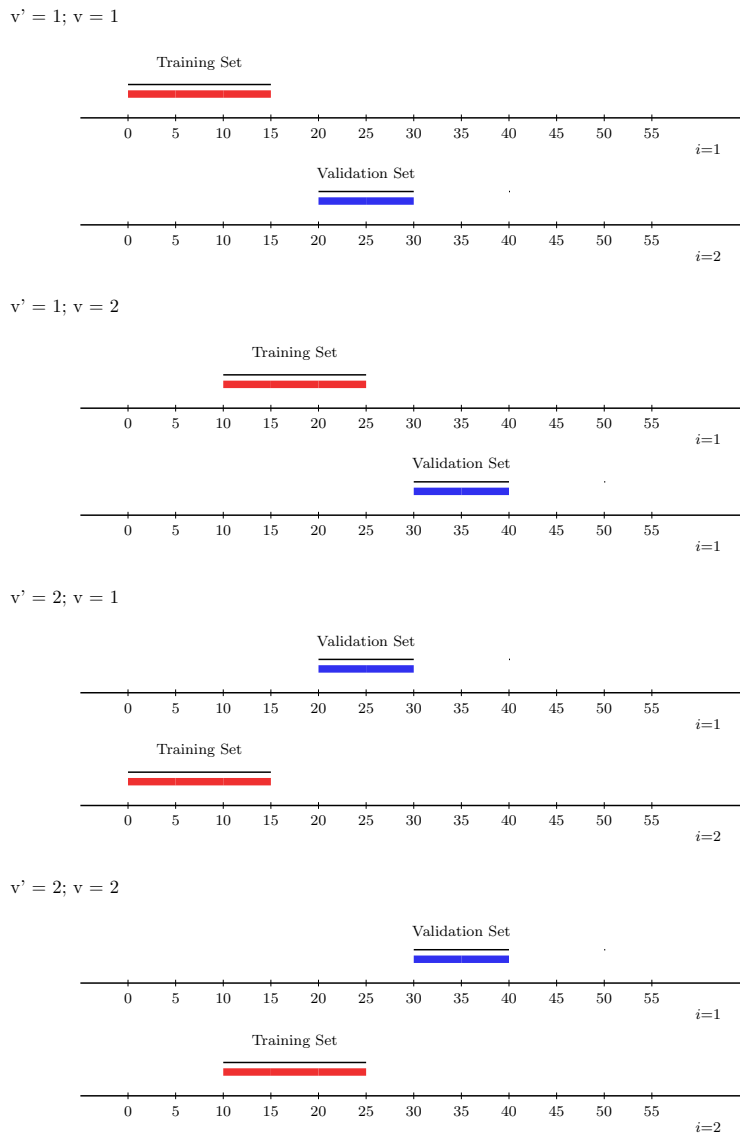 v' = 1; v = 1
Training Set
0 5 10 15 20 25 30 35 40 45 50 55
i=1
Validation Set
0 5 10 15 20 25 30 35 40 45 50 55
i=2
v' = 1; v = 2
Training Set
0 5 10 15 20 25 30 35 40 45 50 55
i=1
Validation Set
0 5 10 15 20 25 30 35 40 45 50 55
i=1
v' = 2; v = 1
Validation Set
0 5 10 15 20 25 30 35 40 45 50 55
i=1
Training Set
0 5 10 15 20 25 30 35 40 45 50 55
i=2
v' = 2; v = 2
Validation Set
0 5 10 15 20 25 30 35 40 45 50 55
i=1
Training Set
0 5 10 15 20 25 30 35 40 45 50 55
i=2